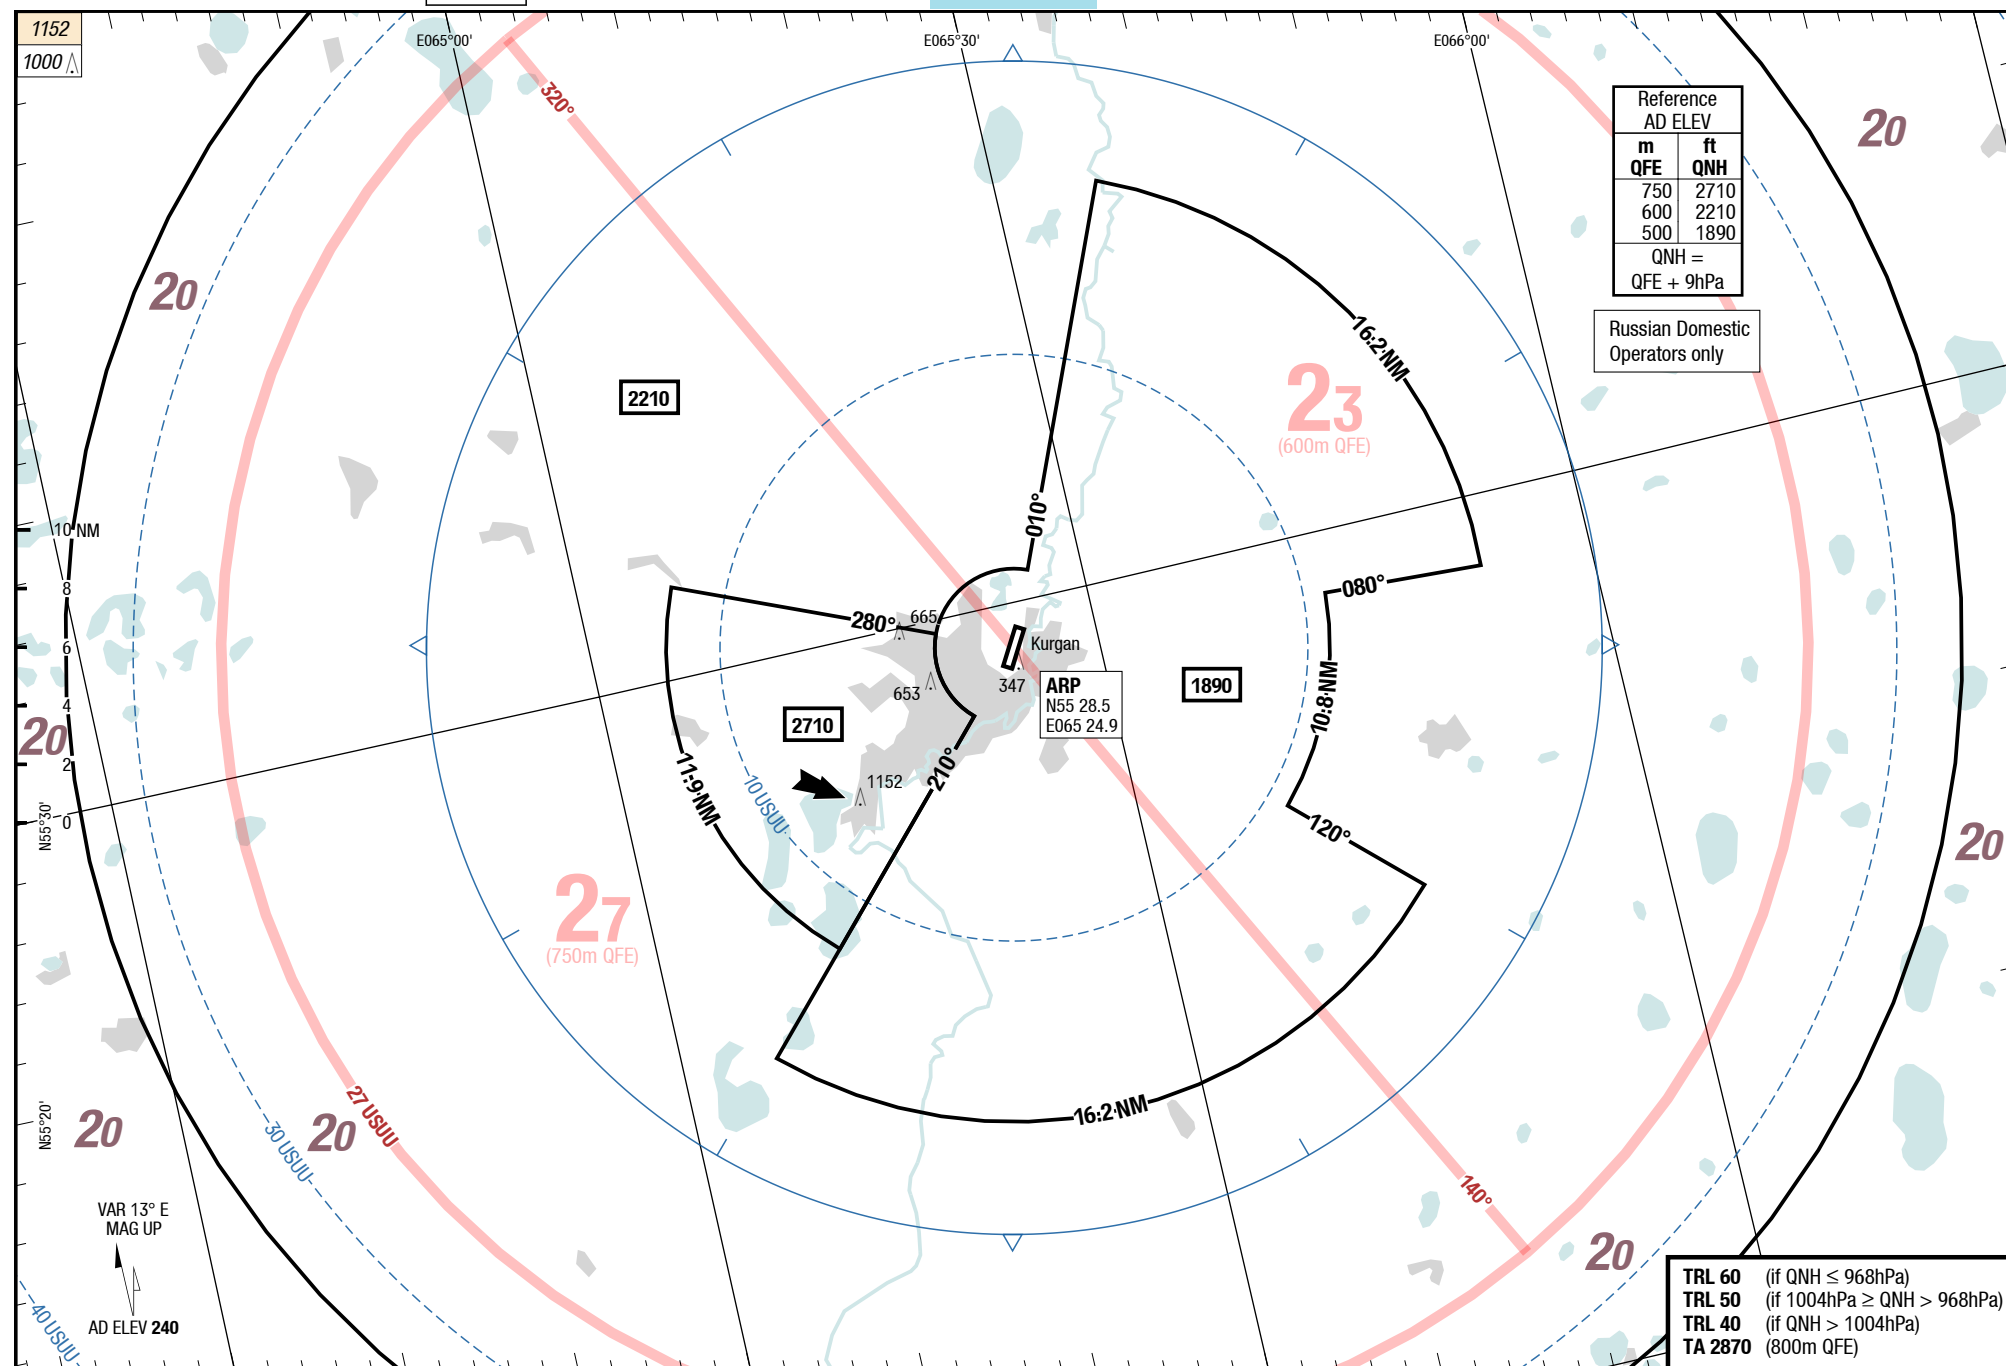 1152
1000
E065°00'
E065°30'
E066°00'
320°
Reference
AD ELEV
m ft
QFE QNH
750 2710
600 2210
500 1890
QNH =
QFE + 9hPa
Russian Domestic
Operators only
20
20
16.2 NM
23
(600m QFE)
2210
010°
10 NM
8
6
4
2
0
080°
280°
665
Kurgan
653
347
ARP
N55 28.5
E065 24.9
1890
10.8 NM
2710
20
210°
1152
11.9 NM
10 USUU
N55°30'
120°
20
27
(750m QFE)
16.2 NM
27 USUU
20
20
30 USUU
N55°20'
140°
VAR 13° E
MAG UP
20
AD ELEV 240
40 USUU
TRL 60 (if QNH ≤ 968hPa)
TRL 50 (if 1004hPa ≥ QNH > 968hPa)
TRL 40 (if QNH > 1004hPa)
TA 2870 (800m QFE)